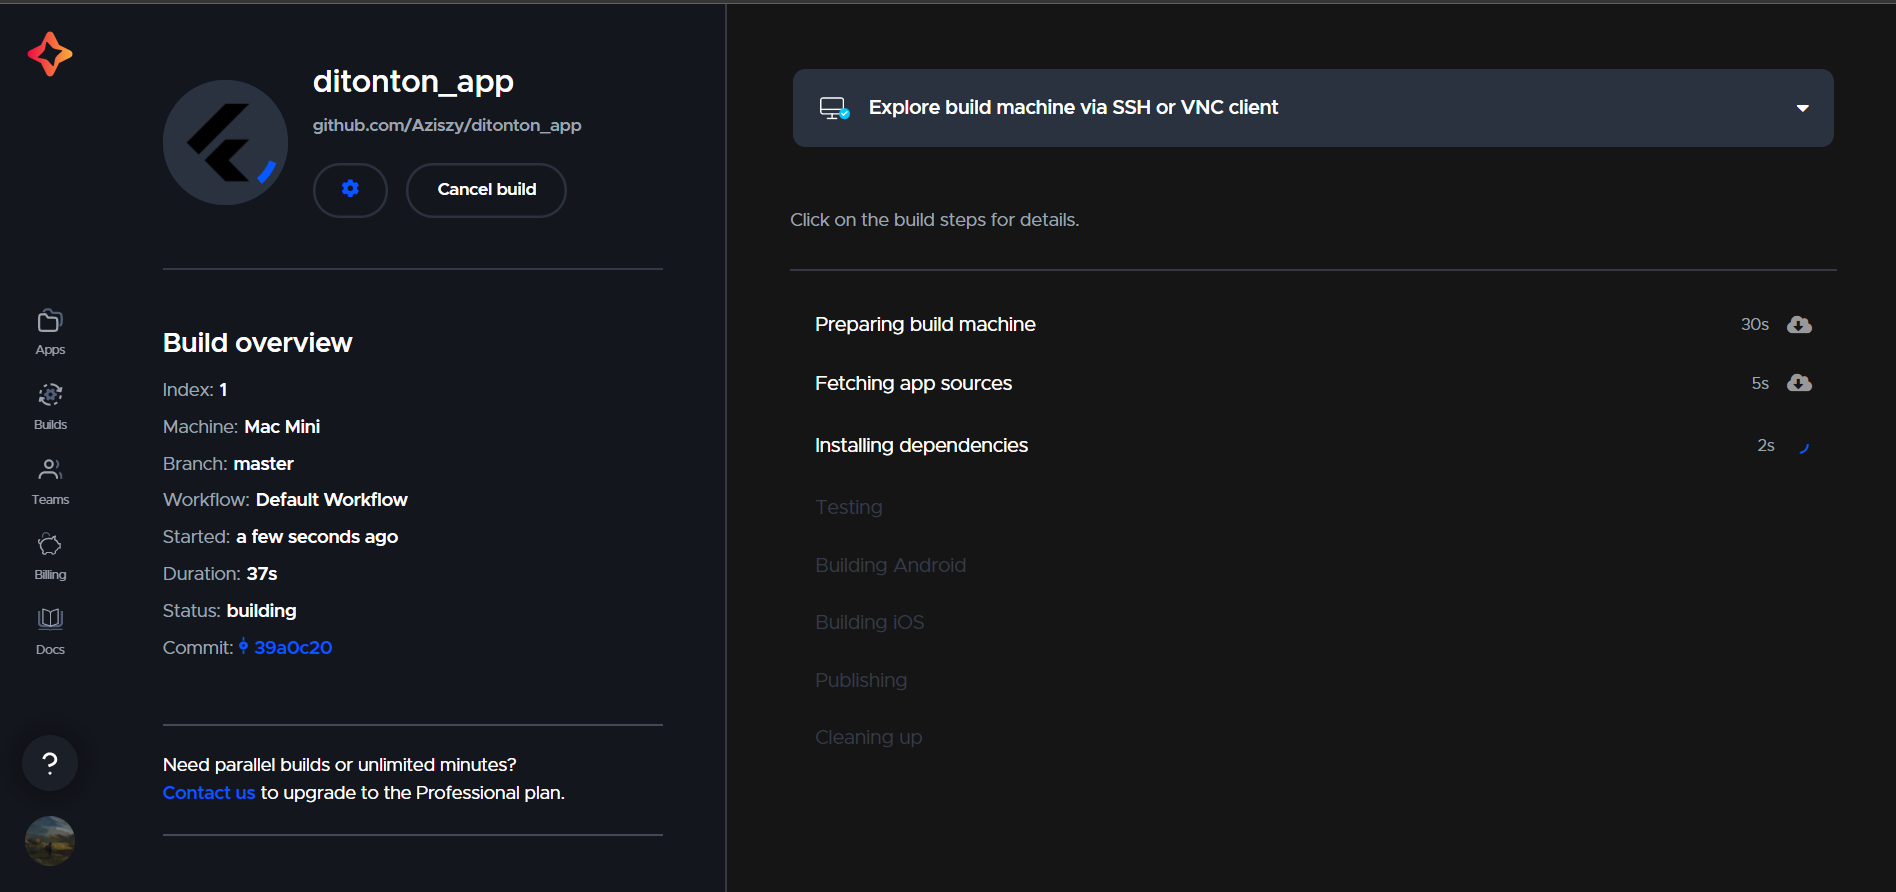 ditonton_app
github.com/Aziszy/ditonton_app
Cancel build
Apps
Builds
Teams
Billing
Docs
?
Build overview
Index: 1
Machine: Mac Mini
Branch: master
Workflow: Default Workflow
Started: a few seconds ago
Duration: 37s
Status: building
Commit: 39a0c20
Need parallel builds or unlimited minutes?
Contact us to upgrade to the Professional plan.
Explore build machine via SSH or VNC client
Click on the build steps for details.
Preparing build machine 30s
Fetching app sources 5s
Installing dependencies 2s
Testing
Building Android
Building iOS
Publishing
Cleaning up